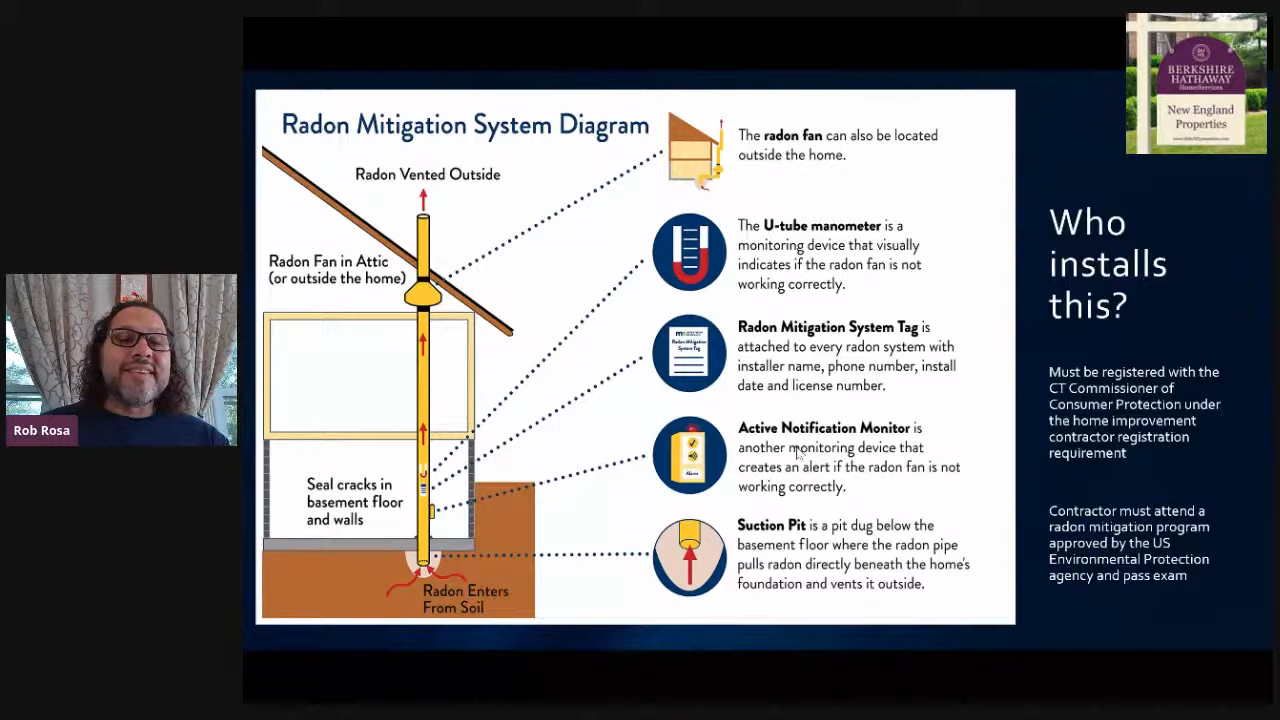 Radon Mitigation System Diagram
Radon Vented Outside
Radon Fan in Attic
(or outside the home)
Seal cracks in
basement floor
and walls
Radon Enters
From Soil
The radon fan can also be located
outside the home.
The U-tube manometer is a
monitoring device that visually
indicates if the radon fan is not
working correctly.
Radon Mitigation
System Tag
Radon Mitigation System Tag is
attached to every radon system with
installer name, phone number, install
date and license number.
Alarm
Active Notification Monitor is
another monitoring device that
creates an alert if the radon fan is not
working correctly.
Suction Pit is a pit dug below the
basement floor where the radon pipe
pulls radon directly beneath the home's
foundation and vents it outside.
BERKSHIRE
HATHAWAY
HomeServices
New England
Properties
Who
installs
this?
Must be registered with the
CT Commissioner of
Consumer Protection under
the home improvement
contractor registration
requirement
Contractor must attend a
radon mitigation program
approved by the US
Environmental Protection
agency and pass exam
Rob Rosa